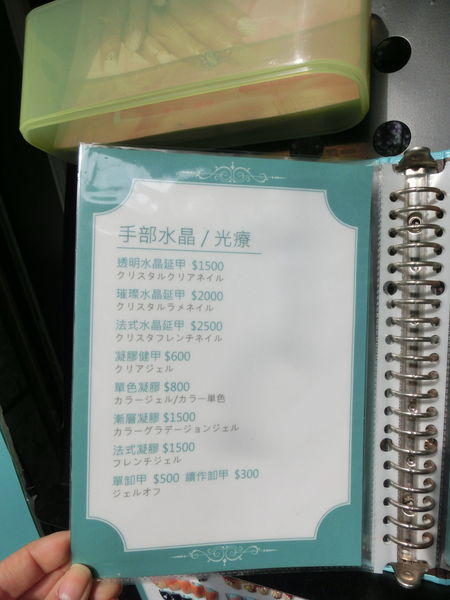 手部水晶 / 光療
透明水晶延甲 $1500
クリスタルクリアネイル
璀璨水晶延甲 $2000
クリスタルラメネイル
法式水晶延甲 $2500
クリスタフレンチネイル
凝膠健甲 $600
クリアジェル
單色凝膠 $800
カラージェル/カラー単色
漸層凝膠 $1500
カラーグラデージョンジェル
法式凝膠 $1500
フレンチジェル
單卸甲 $500 續作卸甲 $300
ジェルオフ